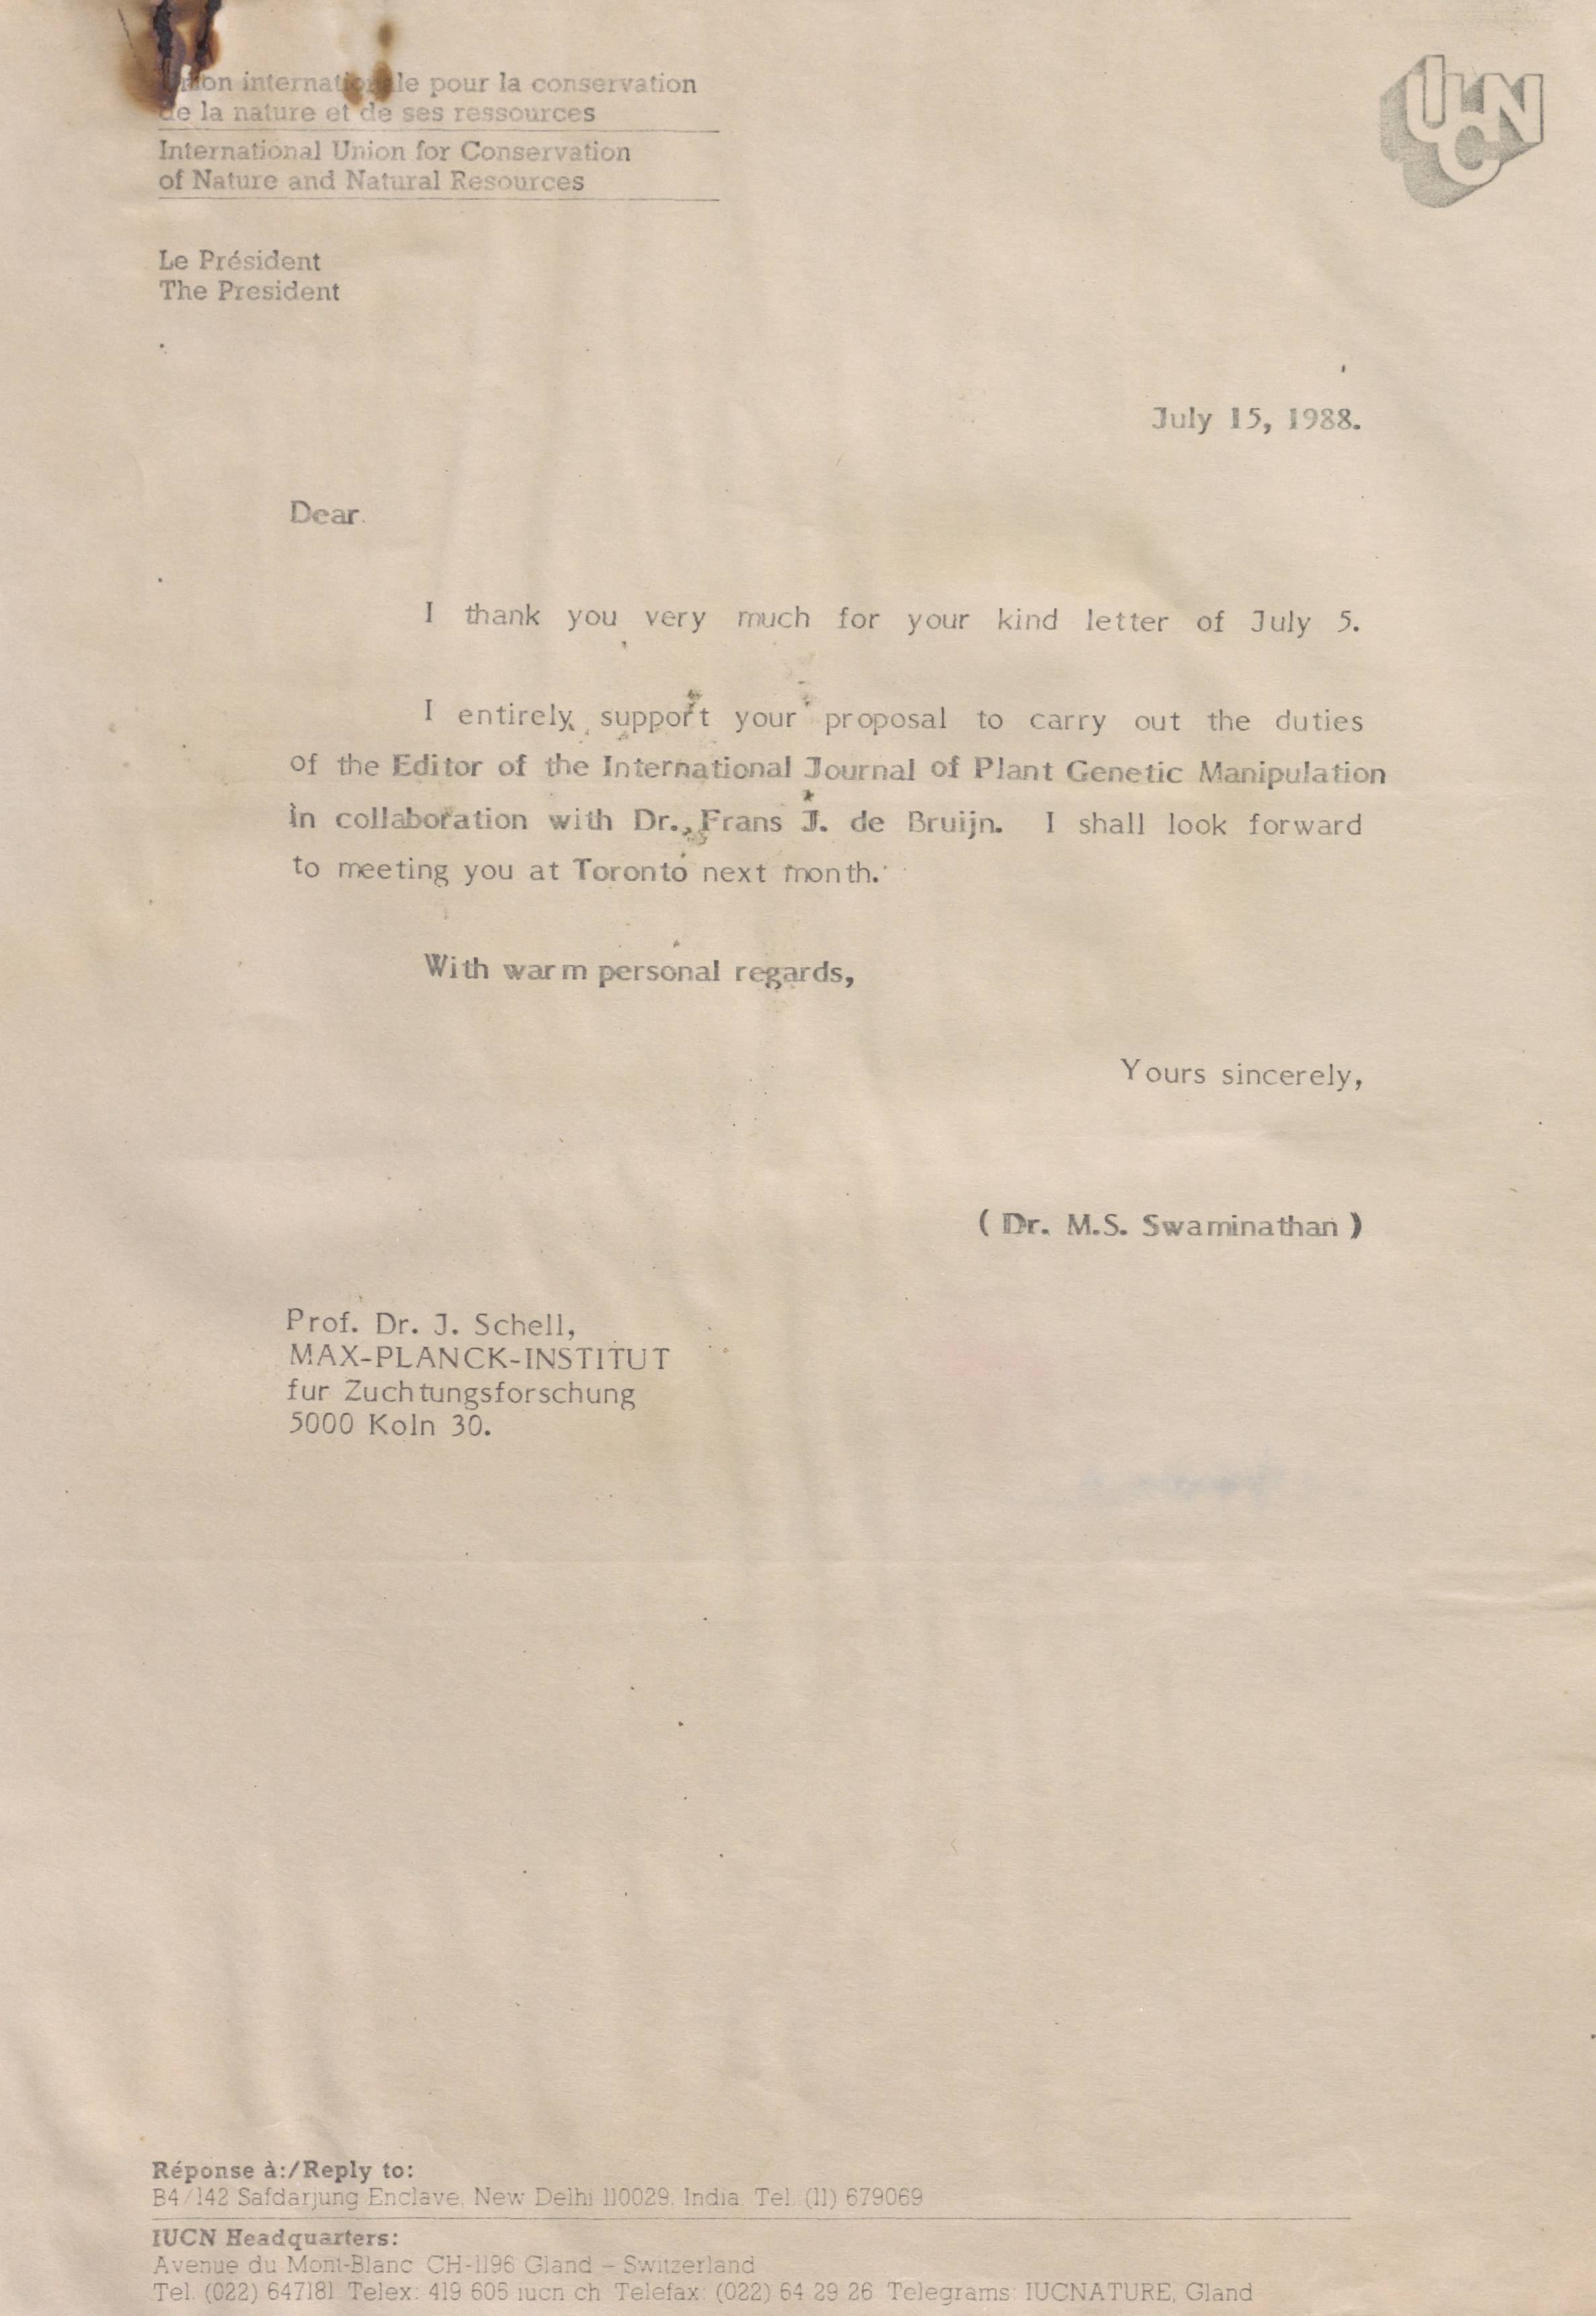 Union internationale pour la conservation
de la nature et de ses ressources
International Union for Conservation
of Nature and Natural Resources
IUCN
Le Président
The President
July 15, 1988.
Dear
I thank you very much for your kind letter of July 5.
I entirely support your proposal to carry out the duties
of the Editor of the International Journal of Plant Genetic Manipulation
in collaboration with Dr. Frans J. de Bruijn. I shall look forward
to meeting you at Toronto next month.
With warm personal regards,
Yours sincerely,
( Dr. M.S. Swaminathan )
Prof. Dr. J. Schell,
MAX-PLANCK-INSTITUT
fur Zuchtungsforschung
5000 Koln 30.
Réponse à:/Reply to:
B4/142 Safdarjung Enclave, New Delhi 110029, India. Tel. (11) 679069
IUCN Headquarters:
Avenue du Mont-Blanc CH-1196 Gland – Switzerland
Tel. (022) 647181 Telex: 419 605 iucn ch Telefax: (022) 64 29 26 Telegrams: IUCNATURE, Gland